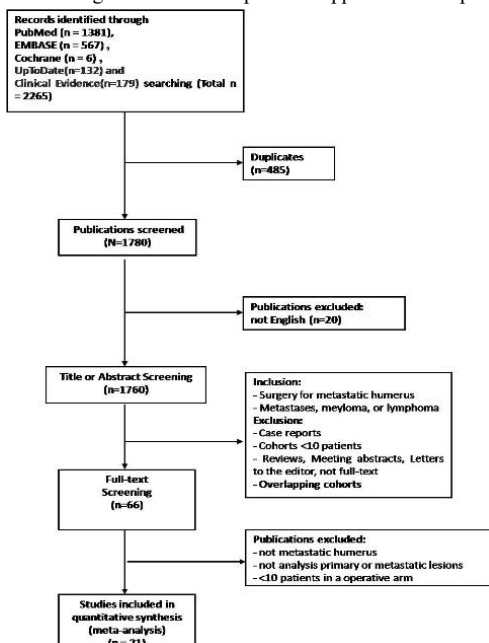 Records identified through
PubMed (n = 1381),
EMBASE (n = 567) ,
Cochrane (n = 6) ,
UpToDate(n=132) and
Clinical Evidence(n=179) searching (Total n
= 2265)
Duplicates
(n=485)
Publications screened
(N=1780)
Publications excluded:
not English (n=20)
Title or Abstract Screening
(n=1760)
Inclusion:
- Surgery for metastatic humerus
- Metastases, meyloma, or lymphoma
Exclusion:
- Case reports
- Cohorts <10 patients
- Reviews, Meeting abstracts, Letters
to the editor, not full-text
- Overlapping cohorts
Full-text
Screening
(n=66)
Publications excluded:
- not metastatic humerus
- not analysis primary or metastatic lesions
- <10 patients in a operative arm
Studies included in
quantitative synthesis
(meta-analysis)
(n = 21)